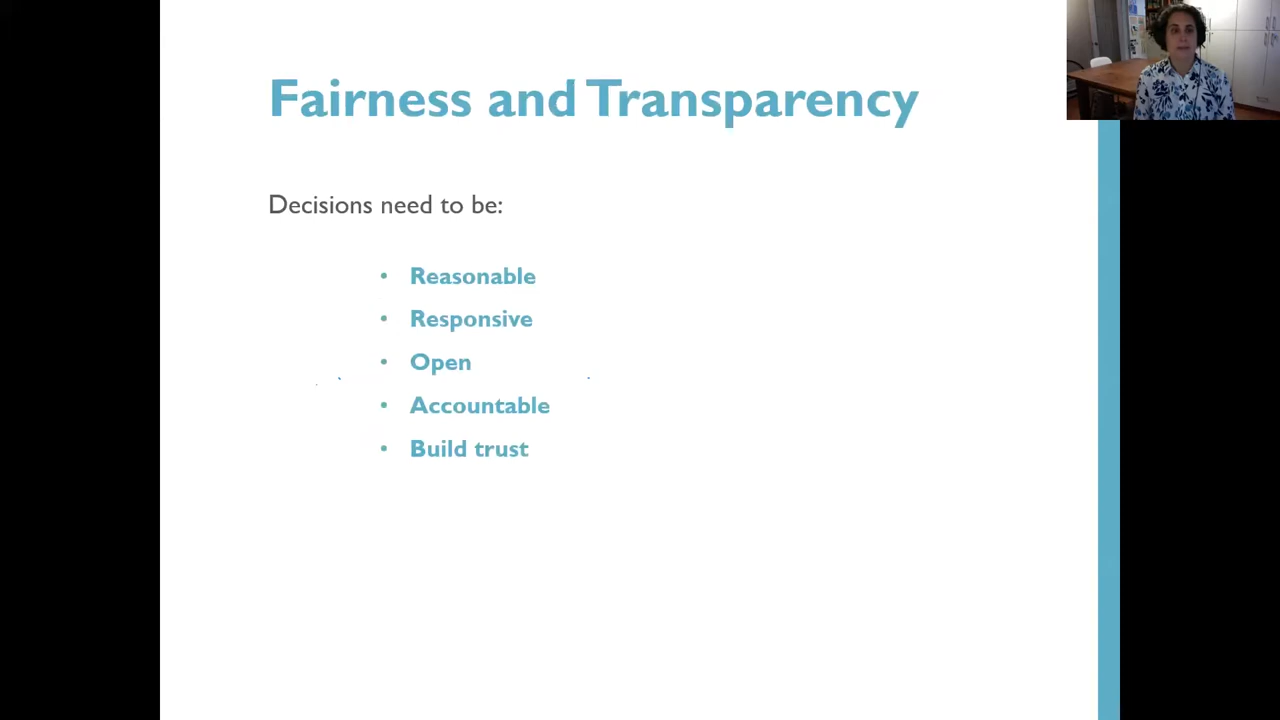 Fairness and Transparency
Decisions need to be:
• Reasonable
• Responsive
• Open
• Accountable
• Build trust